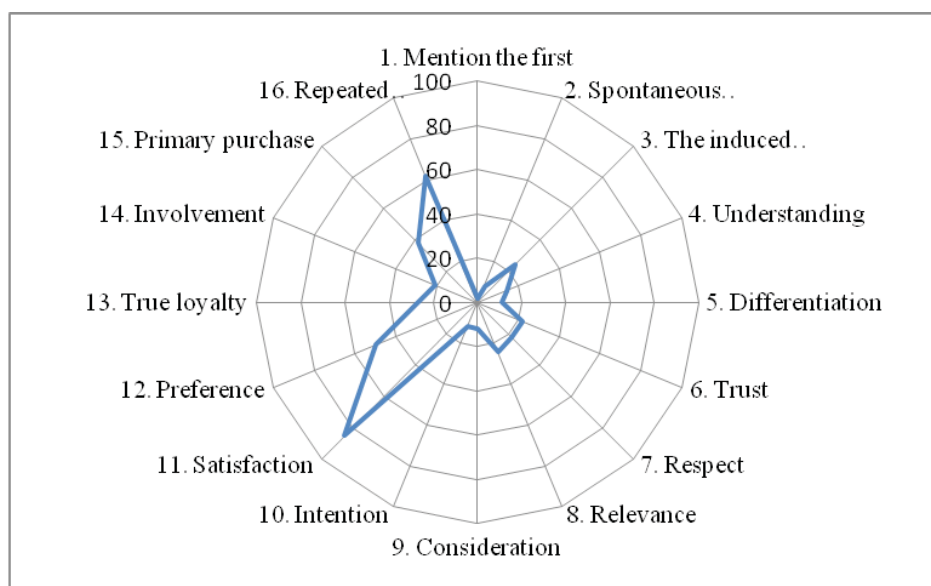 1. Mention the first
2. Spontaneous..
3. The induced..
4. Understanding
5. Differentiation
6. Trust
7. Respect
8. Relevance
9. Consideration
10. Intention
11. Satisfaction
12. Preference
13. True loyalty
14. Involvement
15. Primary purchase
16. Repeated..
100
80
60
40
20
0